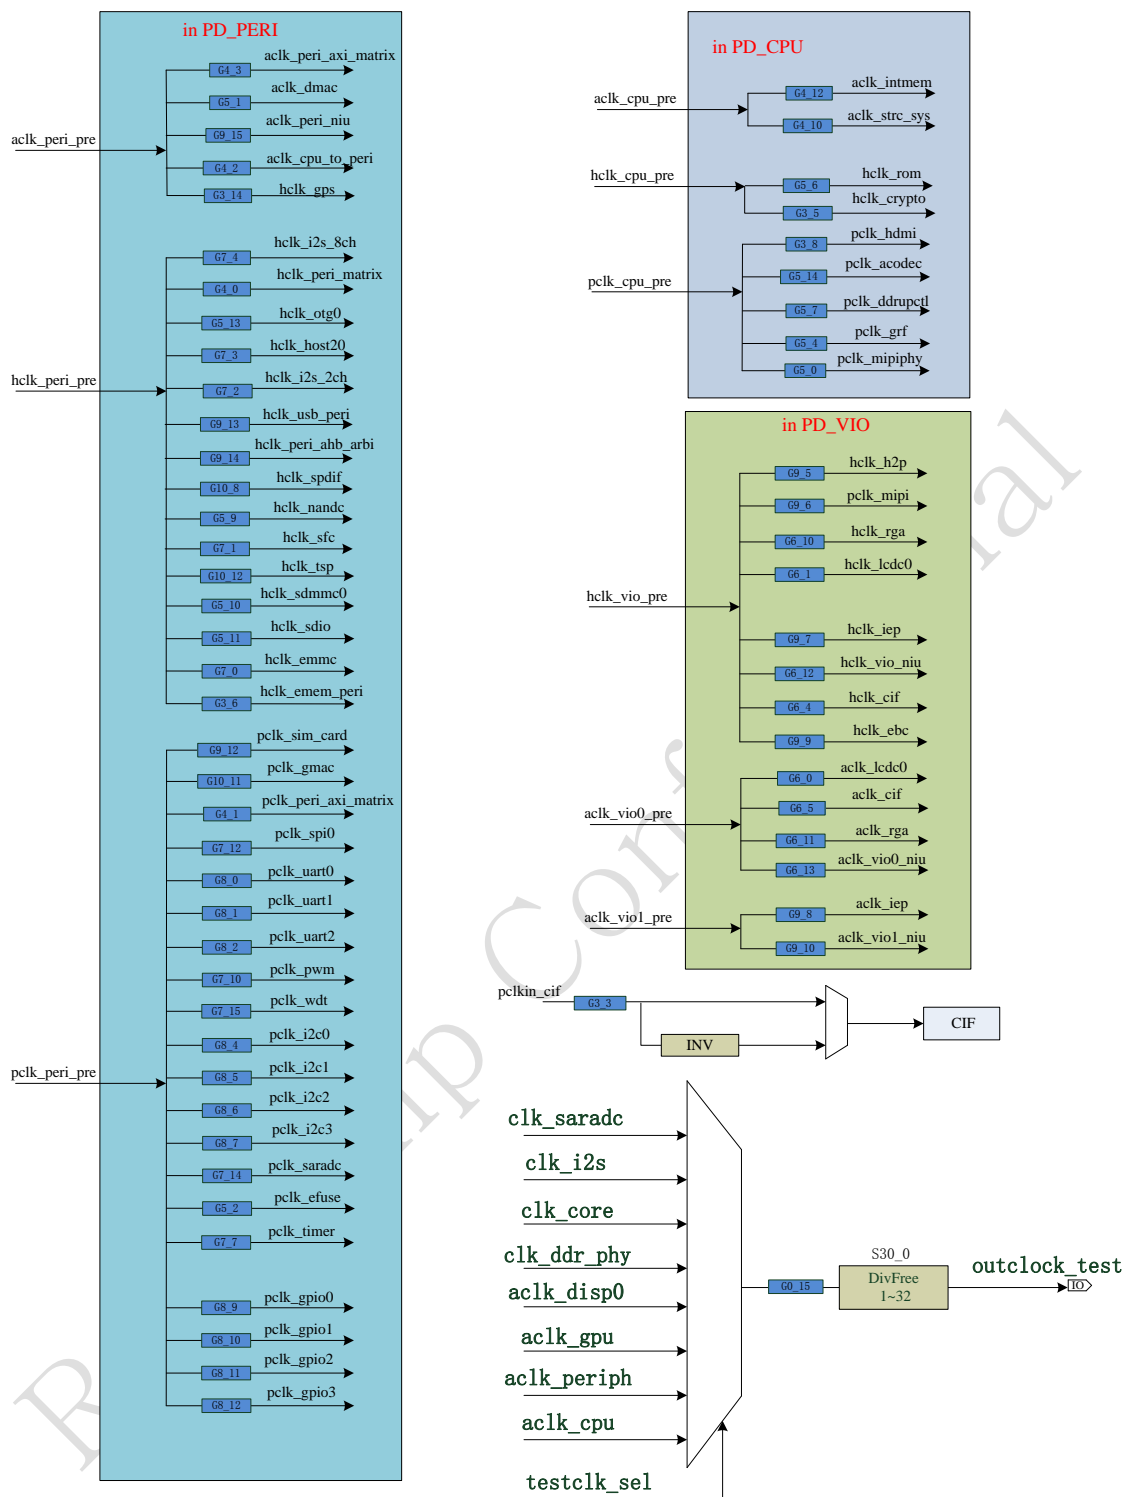 in PD_PERI
aclk_peri_pre
G4_3 aclk_peri_axi_matrix
G5_1 aclk_dmac
G9_15 aclk_peri_niu
G4_2 aclk_cpu_to_peri
G3_14 hclk_gps
hclk_peri_pre
G7_4 hclk_i2s_8ch
G4_0 hclk_peri_matrix
G5_13 hclk_otg0
G7_3 hclk_host20
G7_2 hclk_i2s_2ch
G9_13 hclk_usb_peri
G9_14 hclk_peri_ahb_arbi
G10_8 hclk_spdif
G5_9 hclk_nandc
G7_1 hclk_sfc
G10_12 hclk_tsp
G5_10 hclk_sdmmc0
G5_11 hclk_sdio
G7_0 hclk_emmc
G3_6 hclk_emem_peri
pclk_peri_pre
G9_12 pclk_sim_card
G10_11 pclk_gmac
G4_1 pclk_peri_axi_matrix
G7_12 pclk_spi0
G8_0 pclk_uart0
G8_1 pclk_uart1
G8_2 pclk_uart2
G7_10 pclk_pwm
G7_15 pclk_wdt
G8_4 pclk_i2c0
G8_5 pclk_i2c1
G8_6 pclk_i2c2
G8_7 pclk_i2c3
G7_14 pclk_saradc
G5_2 pclk_efuse
G7_7 pclk_timer
G8_9 pclk_gpio0
G8_10 pclk_gpio1
G8_11 pclk_gpio2
G8_12 pclk_gpio3
in PD_CPU
aclk_cpu_pre
G4_12 aclk_intmem
G4_10 aclk_strc_sys
hclk_cpu_pre
G5_6 hclk_rom
G3_5 hclk_crypto
pclk_cpu_pre
G3_8 pclk_hdmi
G5_14 pclk_acodec
G5_7 pclk_ddrupctl
G5_4 pclk_grf
G5_0 pclk_mipiphy
in PD_VIO
hclk_vio_pre
G9_5 hclk_h2p
G9_6 pclk_mipi
G6_10 hclk_rga
G6_1 hclk_lcdc0
G9_7 hclk_iep
G6_12 hclk_vio_niu
G6_4 hclk_cif
G9_9 hclk_ebc
aclk_vio0_pre
G6_0 aclk_lcdc0
G6_5 aclk_cif
G6_11 aclk_rga
G6_13 aclk_vio0_niu
aclk_vio1_pre
G9_8 aclk_iep
G9_10 aclk_vio1_niu
pclkin_cif
G3_3
INV
CIF
clk_saradc
clk_i2s
clk_core
clk_ddr_phy
aclk_disp0
aclk_gpu
aclk_periph
aclk_cpu
testclk_sel
G0_15
S30_0
DivFree
1~32
outclock_test
IO